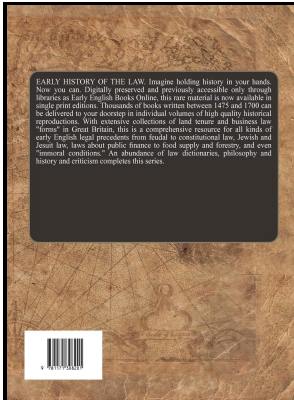 EARLY HISTORY OF THE LAW. Imagine holding history in your hands.
Now you can. Digitally preserved and previously accessible only through
libraries as Early English Books Online, this rare material is now available in
single print editions. Thousands of books written between 1475 and 1700 can
be delivered to your doorstep in individual volumes of high quality historical
reproductions. With extensive collections of land tenure and business law
"forms" in Great Britain, this is a comprehensive resource for all kinds of
early English legal precedents from feudal to constitutional law, Jewish and
Jesuit law, laws about public finance to food supply and forestry, and even
"immoral conditions." An abundance of law dictionaries, philosophy and
history and criticism completes this series.